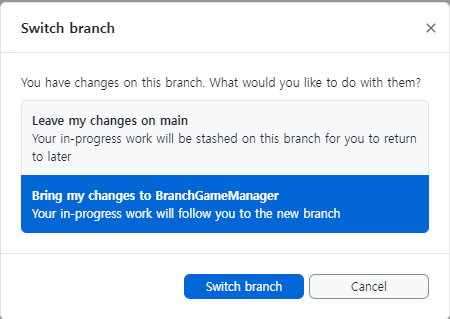 Switch branch
You have changes on this branch. What would you like to do with them?
Leave my changes on main
Your in-progress work will be stashed on this branch for you to return
to later
Bring my changes to BranchGameManager
Your in-progress work will follow you to the new branch
Switch branch
Cancel